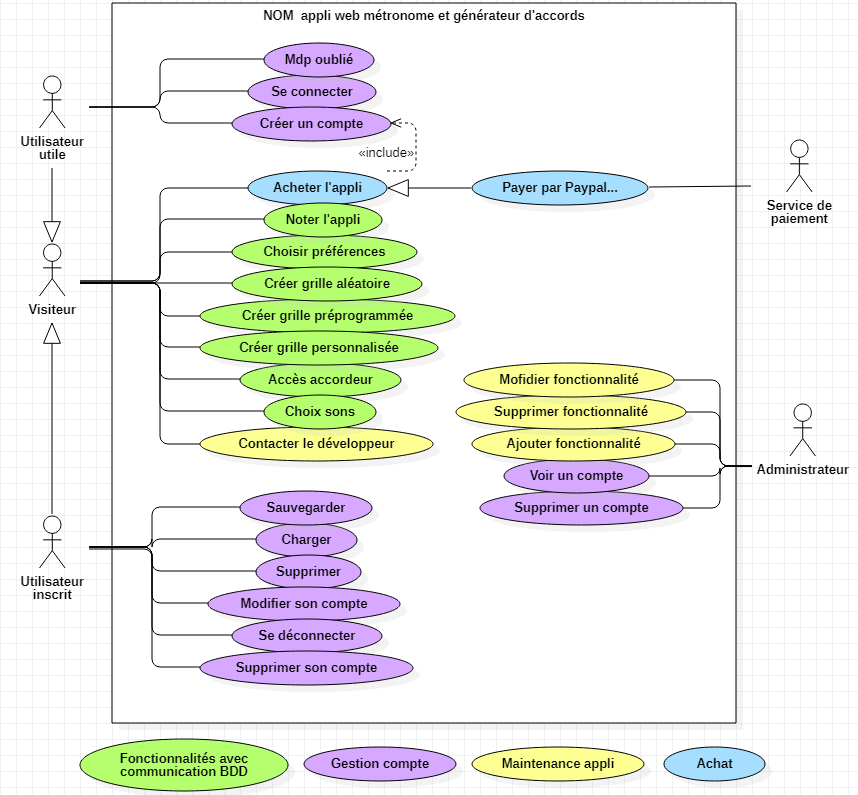 NOM  appli web métronome et générateur d'accords
Mdp oublié
Se connecter
Créer un compte
Utilisateur
utile
«include»
Acheter l'appli
Payer par Paypal...
Service de
paiement
Noter l'appli
Choisir préférences
Créer grille aléatoire
Visiteur
Créer grille préprogrammée
Créer grille personnalisée
Accès accordeur
Choix sons
Contacter le développeur
Mofidier fonctionnalité
Supprimer fonctionnalité
Ajouter fonctionnalité
Voir un compte
Supprimer un compte
Administrateur
Sauvegarder
Charger
Supprimer
Modifier son compte
Se déconnecter
Supprimer son compte
Utilisateur
inscrit
Fonctionnalités avec
communication BDD
Gestion compte
Maintenance appli
Achat